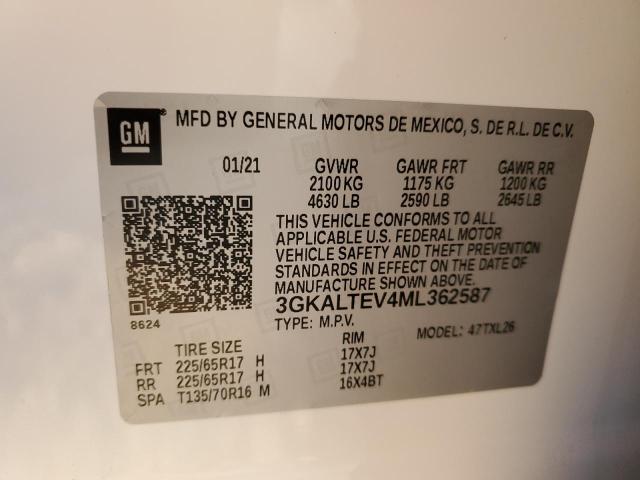 GM ® MFD BY GENERAL MOTORS DE MEXICO, S. DE R.L. DE C.V.
01/21 GVWR GAWR FRT GAWR RR
2100 KG 1175 KG 1200 KG
4630 LB 2590 LB 2645 LB
THIS VEHICLE CONFORMS TO ALL
APPLICABLE U.S. FEDERAL MOTOR
VEHICLE SAFETY AND THEFT PREVENTION
STANDARDS IN EFFECT ON THE DATE OF
MANUFACTURE SHOWN ABOVE.
3GKALTEV4ML362587
8624 TYPE: M.P.V. MODEL: 47TXL26
TIRE SIZE RIM
FRT 225/65R17 H 17X7J
RR 225/65R17 H 17X7J
SPA T135/70R16 M 16X4BT